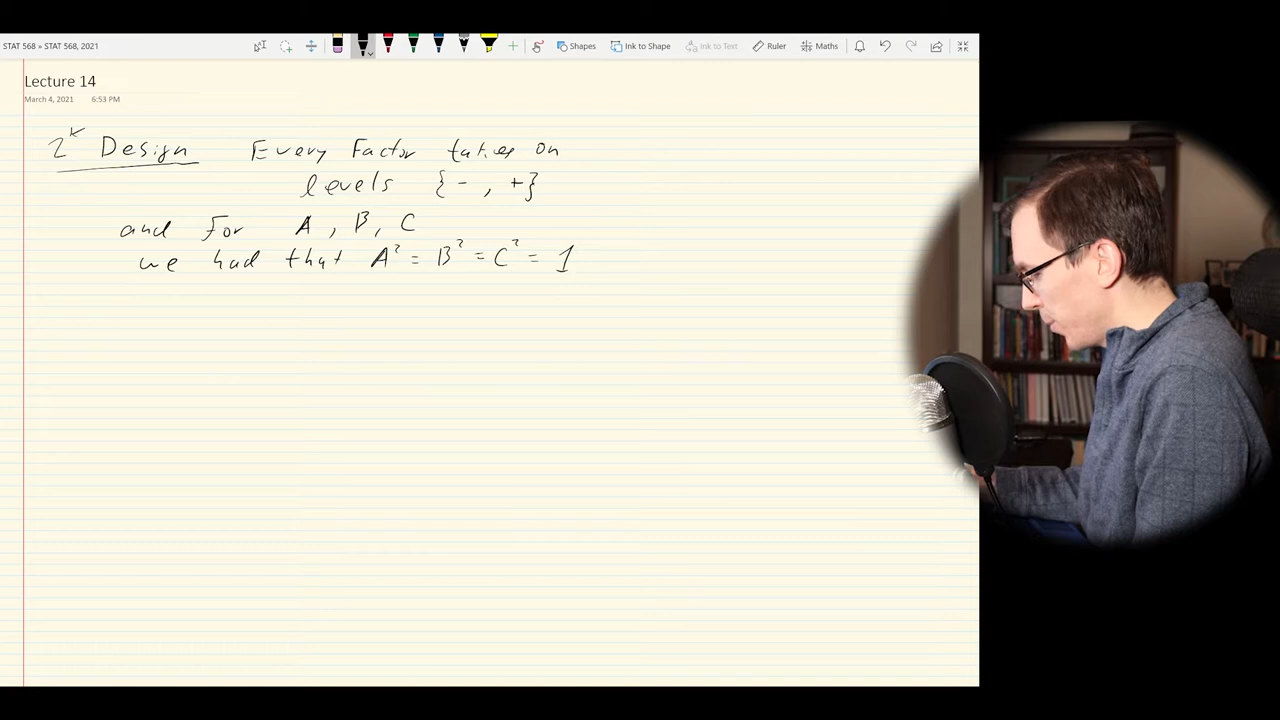 STAT 568 » STAT 568, 2021
Shapes Ink to Shape Ink to Text Ruler Maths
Lecture 14
March 4, 2021 6:53 PM
2^k Design Every Factor takes on
levels {-, +}
and for A, B, C
we had that A² = B² = C² = 1